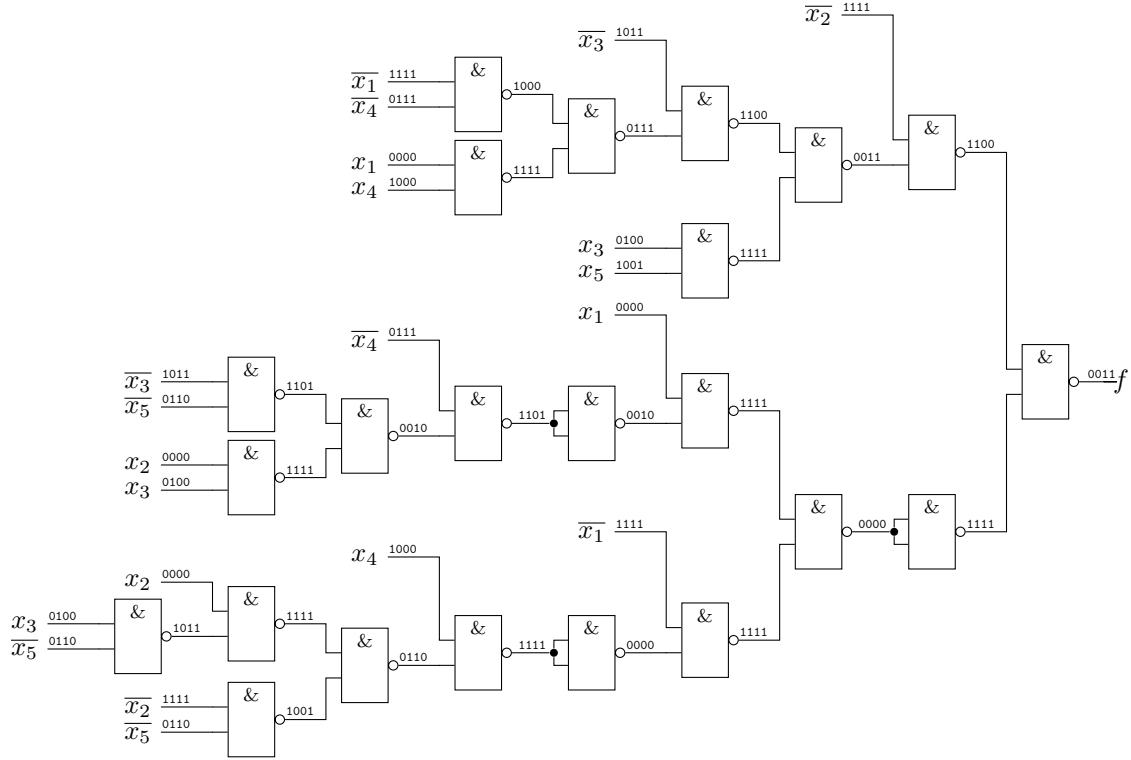 x̅₂ 1111
x̅₃ 1011
&
x̅₁ 1111
& 1000
x̅₄ 0111
& 0111
& 1100
& 0011
& 1100
x₁ 0000
x₄ 1000
& 1111
x₃ 0100
x₅ 1001
& 1111
x₁ 0000
x̅₄ 0111
x̅₃ 1011
x̅₅ 0110
& 1101
& 0010
& 1101
& 0010
& 1111
& 0011 f
x₂ 0000
x₃ 0100
& 1111
& 0000
& 1111
x̅₁ 1111
x₄ 1000
x₂ 0000
x₃ 0100
x̅₅ 0110
& 1011
& 1111
& 0110
& 1111
& 0000
& 1111
x̅₂ 1111
x̅₅ 0110
& 1001